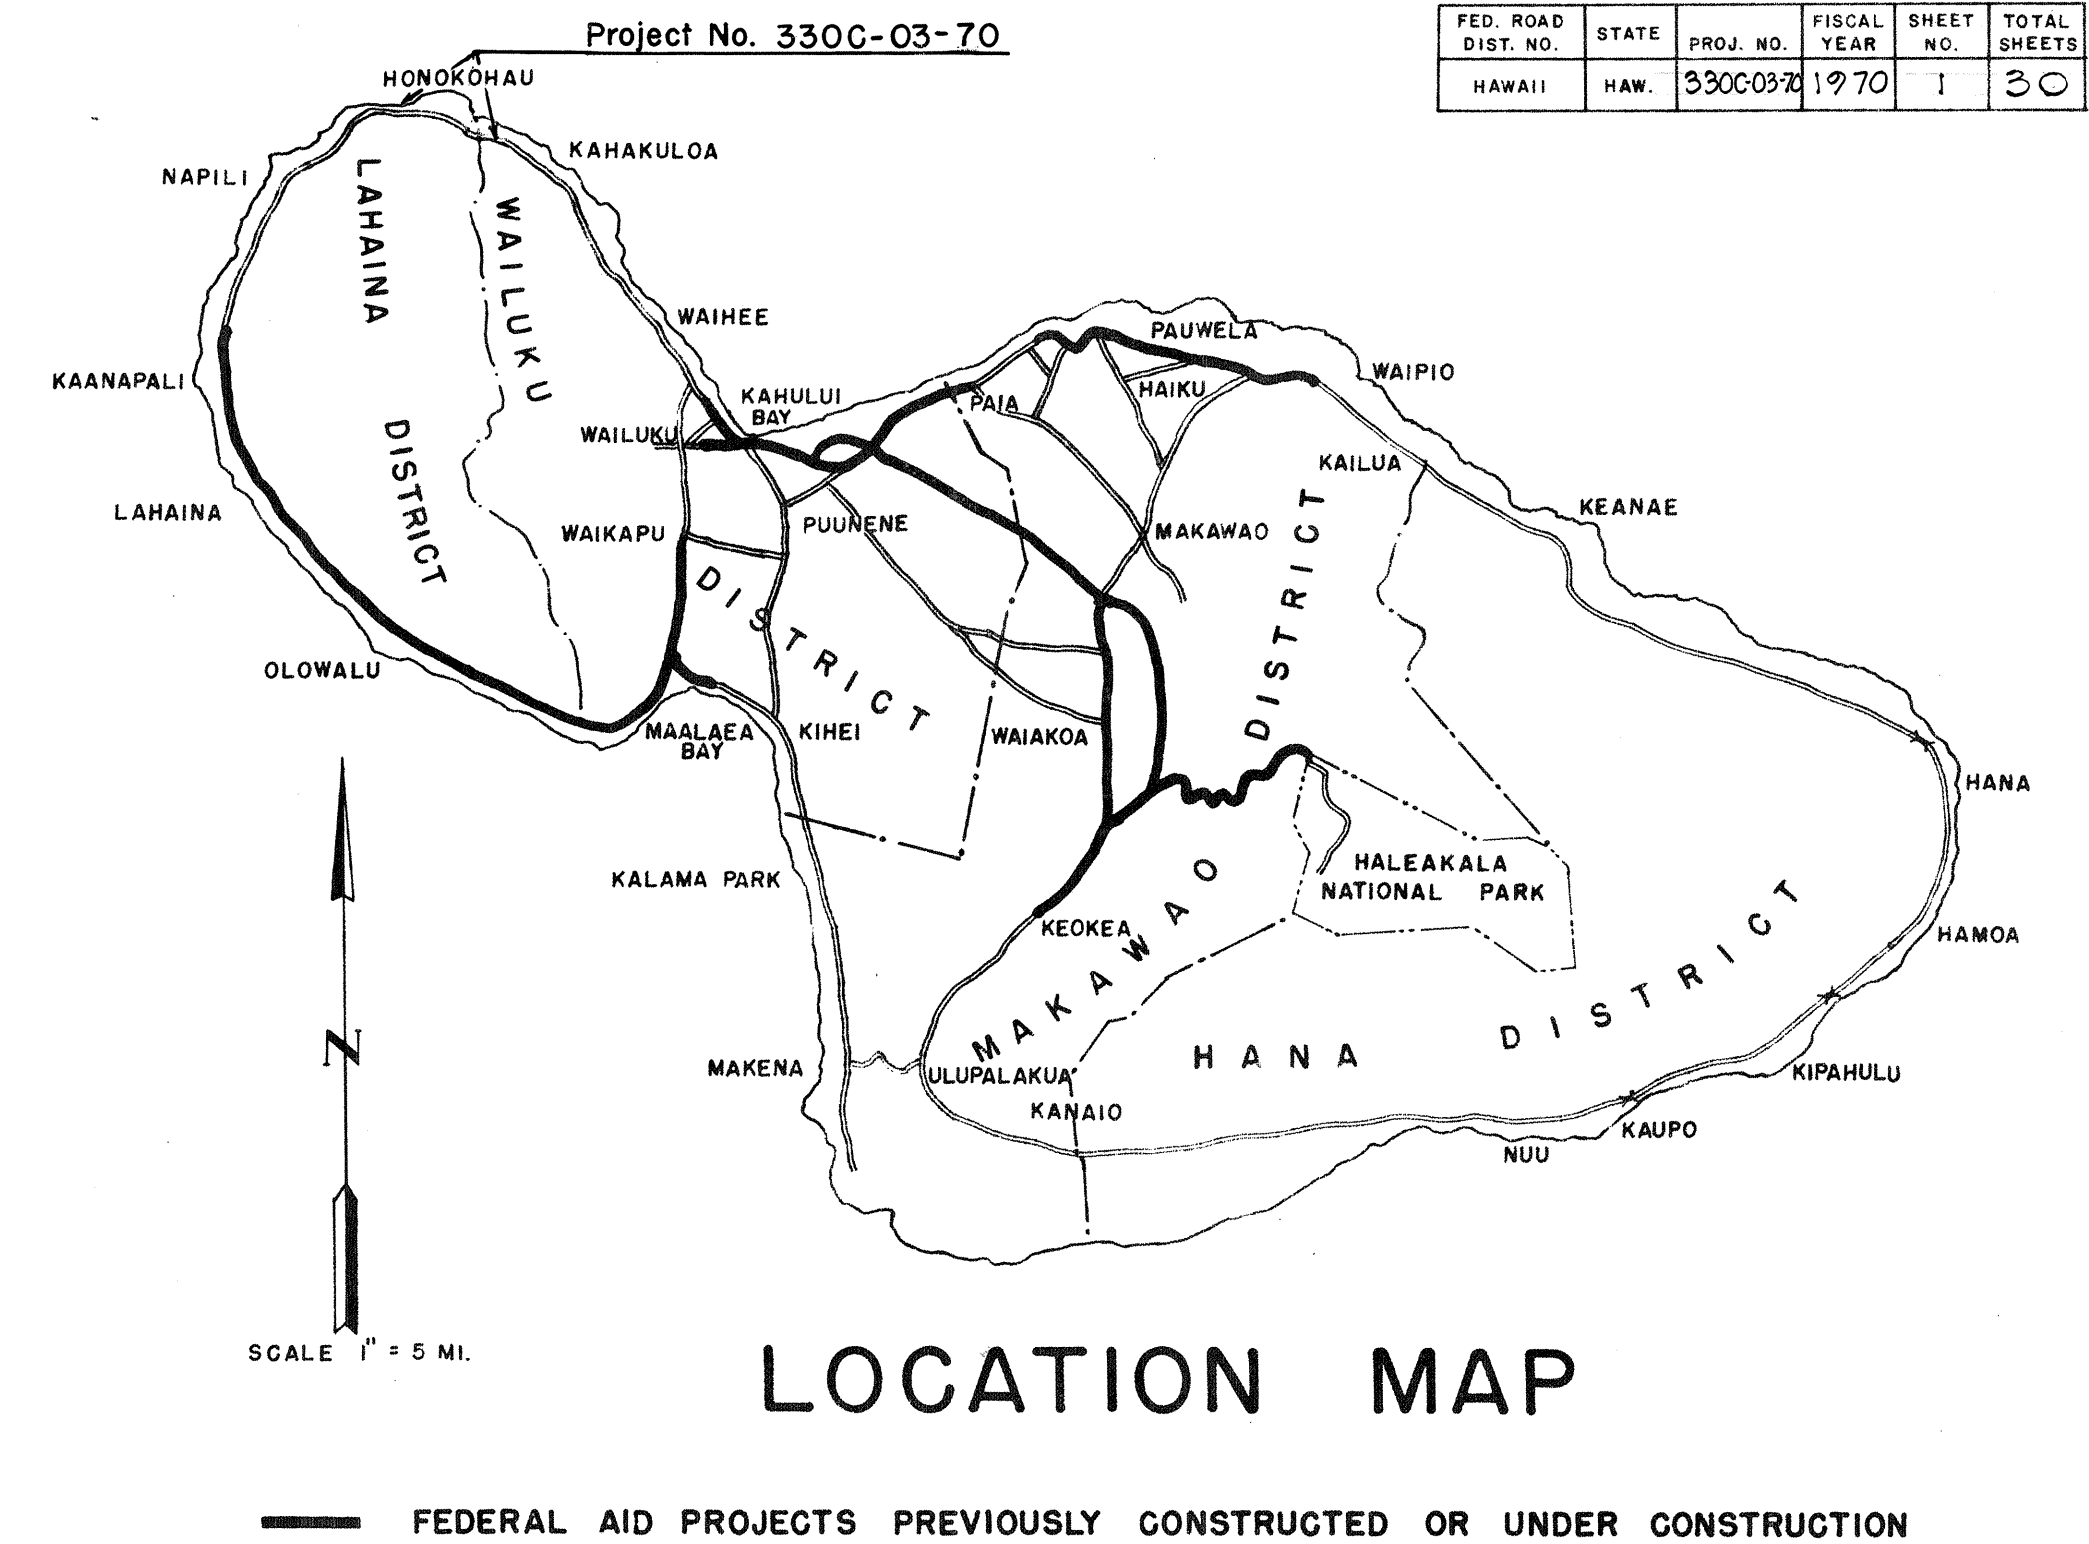 Project No. 330C-03-70
FED. ROAD DIST. NO.
STATE
PROJ. NO.
FISCAL YEAR
SHEET NO.
TOTAL SHEETS
HAWAII
HAW.
330C-03-70
1970
1
30
HONOKOHAU
KAHAKULOA
NAPILI
LAHAINA DISTRICT
WAILUKU DISTRICT
WAIHEE
PAUWELA
WAIPIO
KAANAPALI
KAHULUI BAY
PAIA
HAIKU
WAILUKU
KAILUA
LAHAINA
KEANAE
WAIKAPU
PUUNENE
MAKAWAO
OLOWALU
MAALAEA BAY
KIHEI
WAIAKOA
HANA
KALAMA PARK
HALEAKALA
NATIONAL PARK
KEOKEA
HAMOA
MAKAWAO DISTRICT
HANA DISTRICT
N
MAKENA
ULUPALAKUA
KIPAHULU
KANAIO
KAUPO
NUU
SCALE 1" = 5 MI.
LOCATION MAP
FEDERAL AID PROJECTS PREVIOUSLY CONSTRUCTED OR UNDER CONSTRUCTION